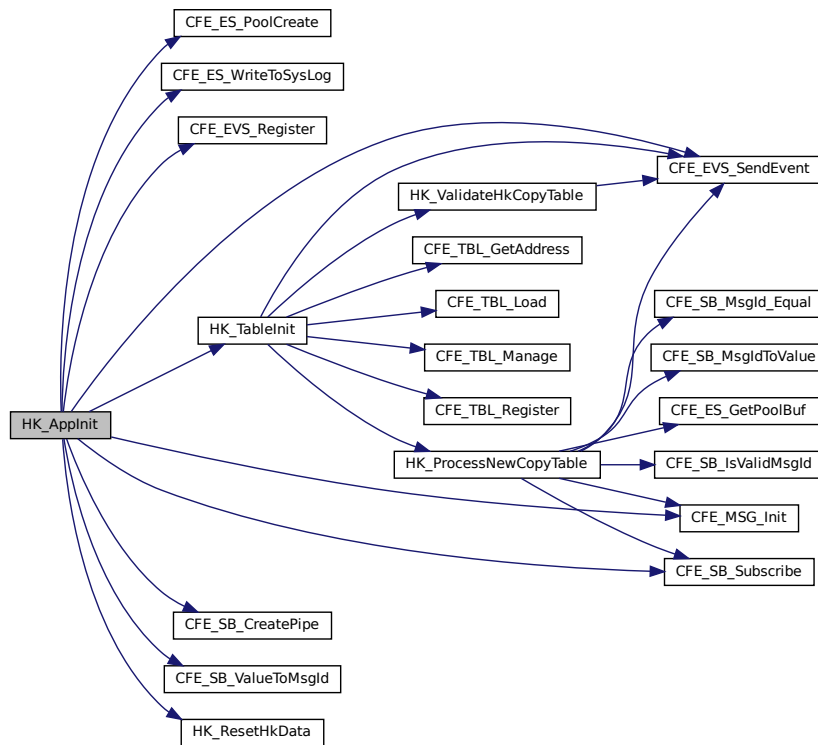 CFE_ES_PoolCreate
CFE_ES_WriteToSysLog
CFE_EVS_Register
CFE_EVS_SendEvent
HK_ValidateHkCopyTable
CFE_TBL_GetAddress
CFE_TBL_Load
CFE_SB_MsgId_Equal
HK_TableInit
CFE_TBL_Manage
CFE_SB_MsgIdToValue
CFE_TBL_Register
CFE_ES_GetPoolBuf
HK_AppInit
HK_ProcessNewCopyTable
CFE_SB_IsValidMsgId
CFE_MSG_Init
CFE_SB_Subscribe
CFE_SB_CreatePipe
CFE_SB_ValueToMsgId
HK_ResetHkData